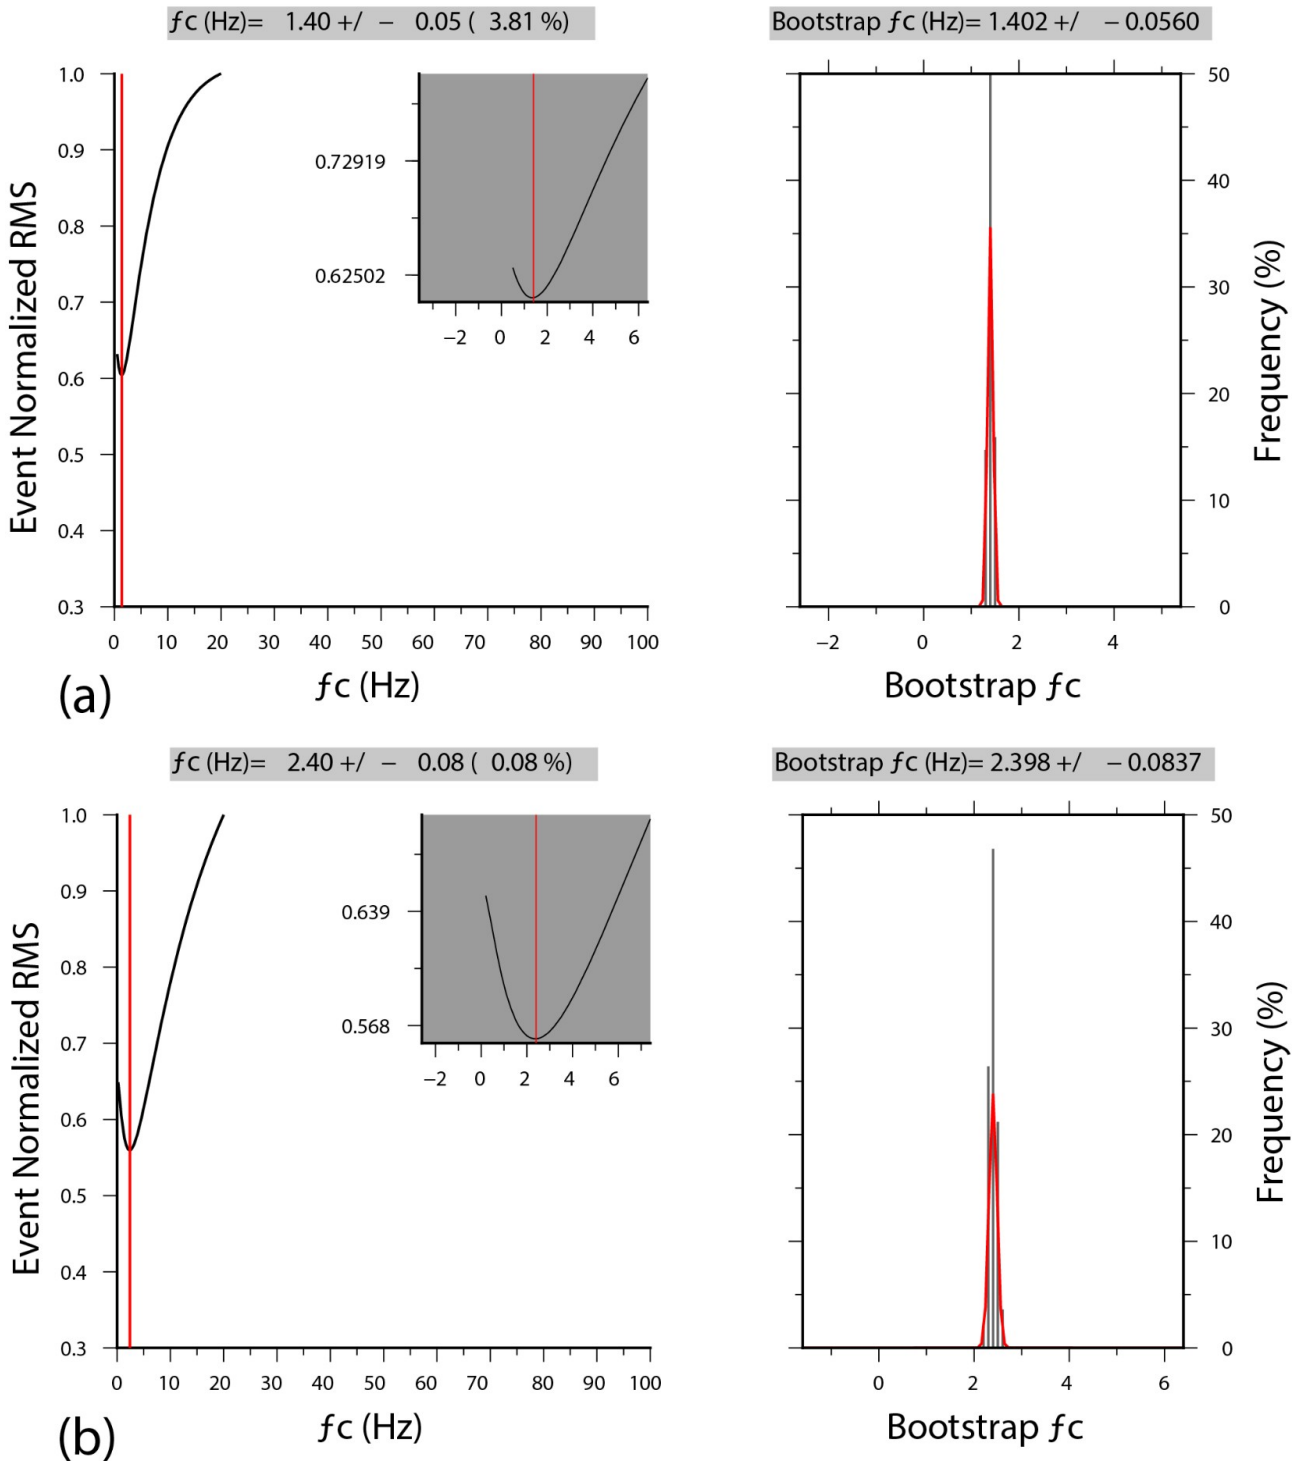 ƒc (Hz)= 1.40 +/ − 0.05 ( 3.81 %)
Bootstrap ƒc (Hz)= 1.402 +/ − 0.0560
1.0
0.9
0.8
0.7
0.6
0.5
0.4
0.3
Event Normalized RMS
0.72919
0.62502
−2 0 2 4 6
0 10 20 30 40 50 60 70 80 90 100
ƒc (Hz)
50
40
30
20
10
0
Frequency (%)
−2 0 2 4
Bootstrap ƒc
(a)
ƒc (Hz)= 2.40 +/ − 0.08 ( 0.08 %)
Bootstrap ƒc (Hz)= 2.398 +/ − 0.0837
1.0
0.9
0.8
0.7
0.6
0.5
0.4
0.3
Event Normalized RMS
0.639
0.568
−2 0 2 4 6
0 10 20 30 40 50 60 70 80 90 100
ƒc (Hz)
50
40
30
20
10
0
Frequency (%)
0 2 4 6
Bootstrap ƒc
(b)